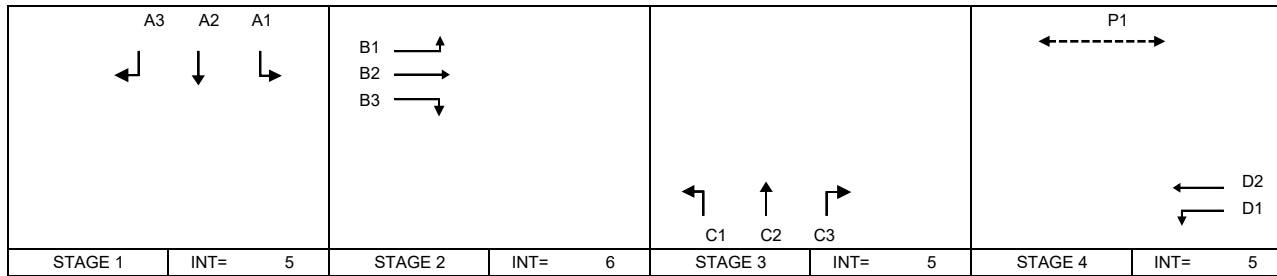 A3 A2 A1
B1
B2
B3
C1 C2 C3
P1
D2
D1
STAGE 1 INT= 5 STAGE 2 INT= 6 STAGE 3 INT= 5 STAGE 4 INT= 5